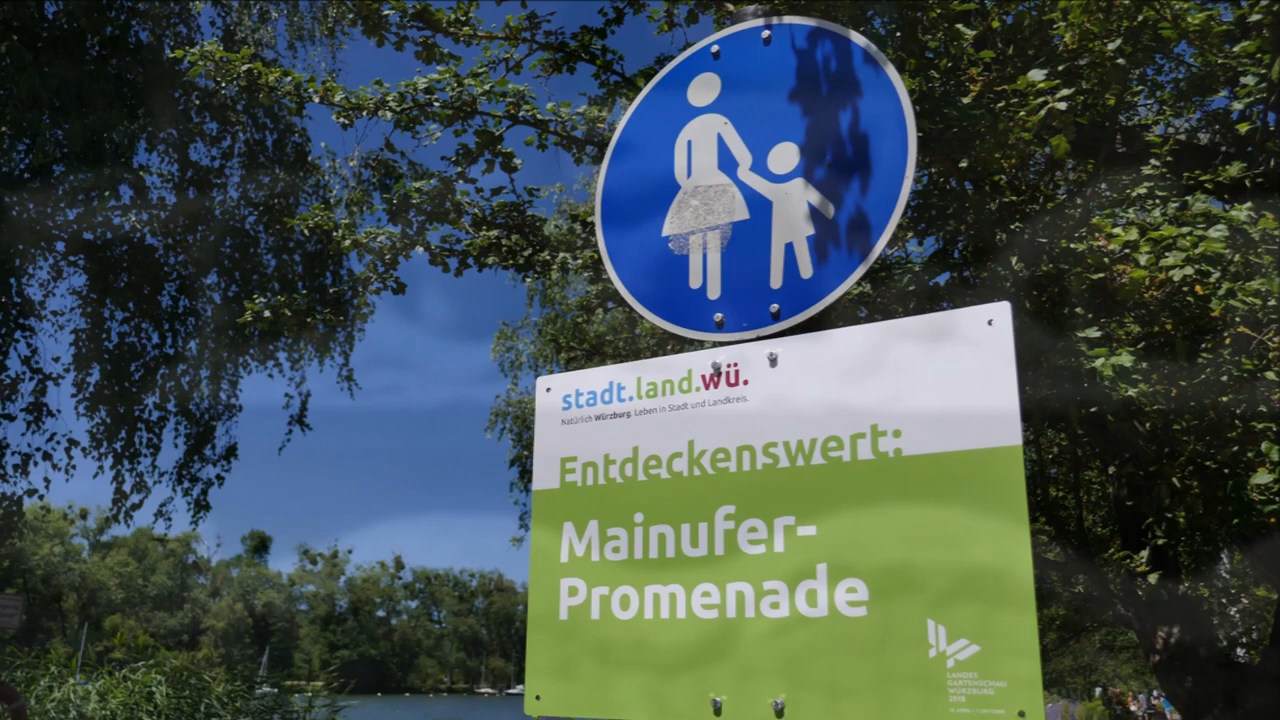 stadt.land.wü.
Natürlich Würzburg. Leben in Stadt und Landkreis.
Entdeckenswert:
Mainufer-
Promenade
LANDES
GARTENSCHAU
WÜRZBURG
2018